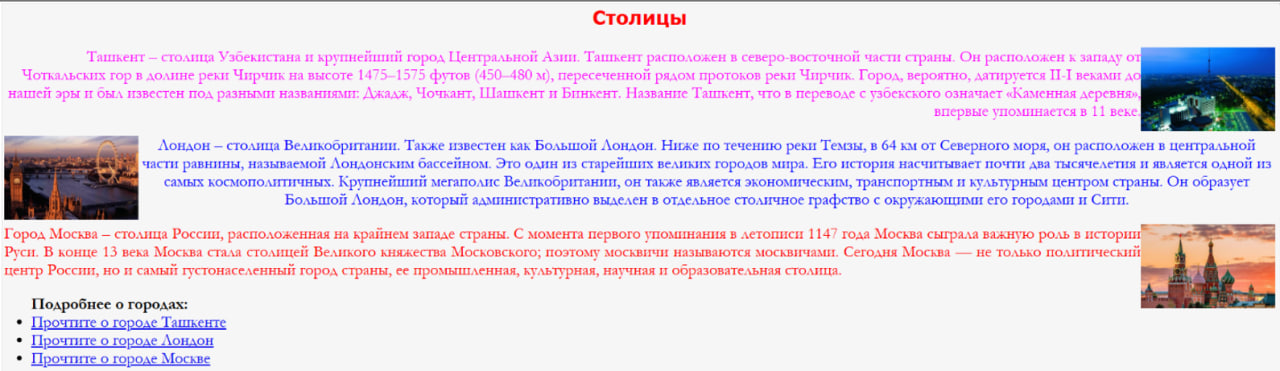 Столицы
Ташкент – столица Узбекистана и крупнейший город Центральной Азии. Ташкент расположен в северо-восточной части страны. Он расположен к западу от
Чоткальских гор в долине реки Чирчик на высоте 1475–1575 футов (450–480 м), пересеченной рядом протоков реки Чирчик. Город, вероятно, датируется II-I веками до
нашей эры и был известен под разными названиями: Джадж, Чочкант, Шашкент и Бинкент. Название Ташкент, что в переводе с узбекского означает «Каменная деревня»,
впервые упоминается в 11 веке.
Лондон – столица Великобритании. Также известен как Большой Лондон. Ниже по течению реки Темзы, в 64 км от Северного моря, он расположен в центральной
части равнины, называемой Лондонским бассейном. Это один из старейших великих городов мира. Его история насчитывает почти два тысячелетия и является одной из
самых космополитичных. Крупнейший мегаполис Великобритании, он также является экономическим, транспортным и культурным центром страны. Он образует
Большой Лондон, который административно выделен в отдельное столичное графство с окружающими его городами и Сити.
Город Москва – столица России, расположенная на крайнем западе страны. С момента первого упоминания в летописи 1147 года Москва сыграла важную роль в истории
Руси. В конце 13 века Москва стала столицей Великого княжества Московского; поэтому москвичи называются москвичами. Сегодня Москва — не только политический
центр России, но и самый густонаселенный город страны, ее промышленная, культурная, научная и образовательная столица.
Подробнее о городах:
• Прочтите о городе Ташкенте
• Прочтите о городе Лондон
• Прочтите о городе Москве